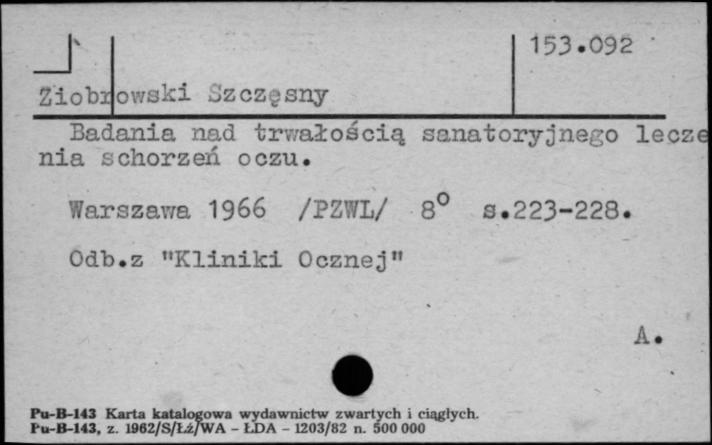 153.092
Ziobrowski Szczęsny
Badania nad trwałością sanatoryjnego lecze
nia schorzeń oczu.
Warszawa 1966 /PZWL/ 8° s.223-228.
Odb.z "Kliniki Ocznej"
A.
Pu-B-143 Karta katalogowa wydawnictw zwartych i ciągłych.
Pu-B-143, z. 1962/S/Łź/WA - ŁDA - 1203/82 n. 500 000